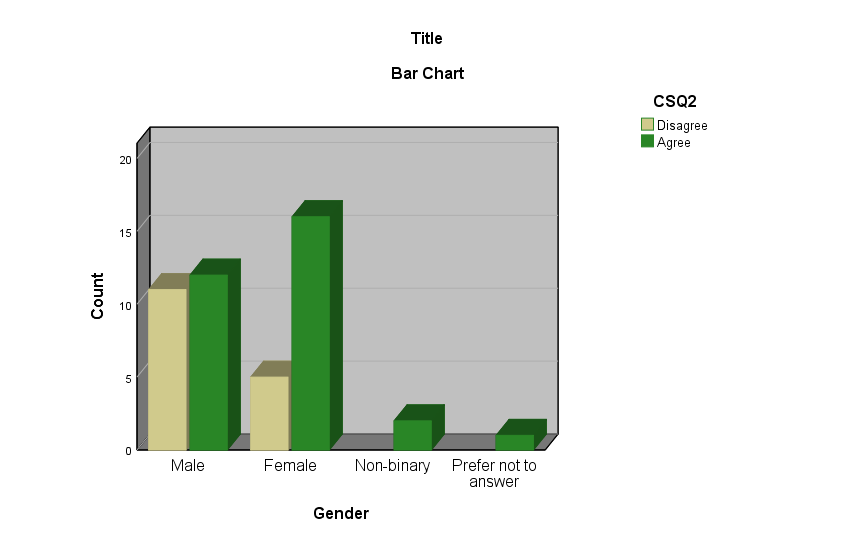 Title
Bar Chart
CSQ2
Disagree
Agree
20
15
10
5
0
Count
Male
Female
Non-binary
Prefer not to
answer
Gender